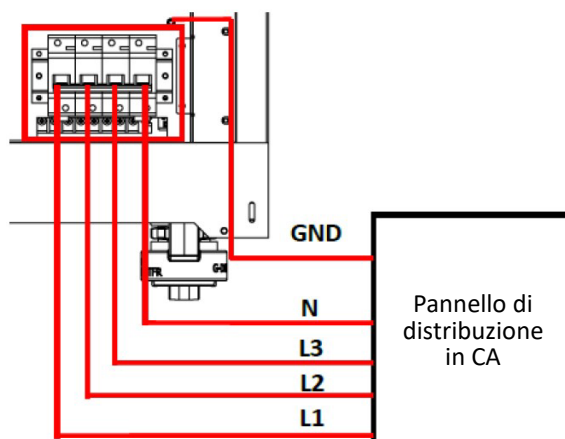 GND
N
L3
L2
L1
Pannello di
distribuzione
in CA